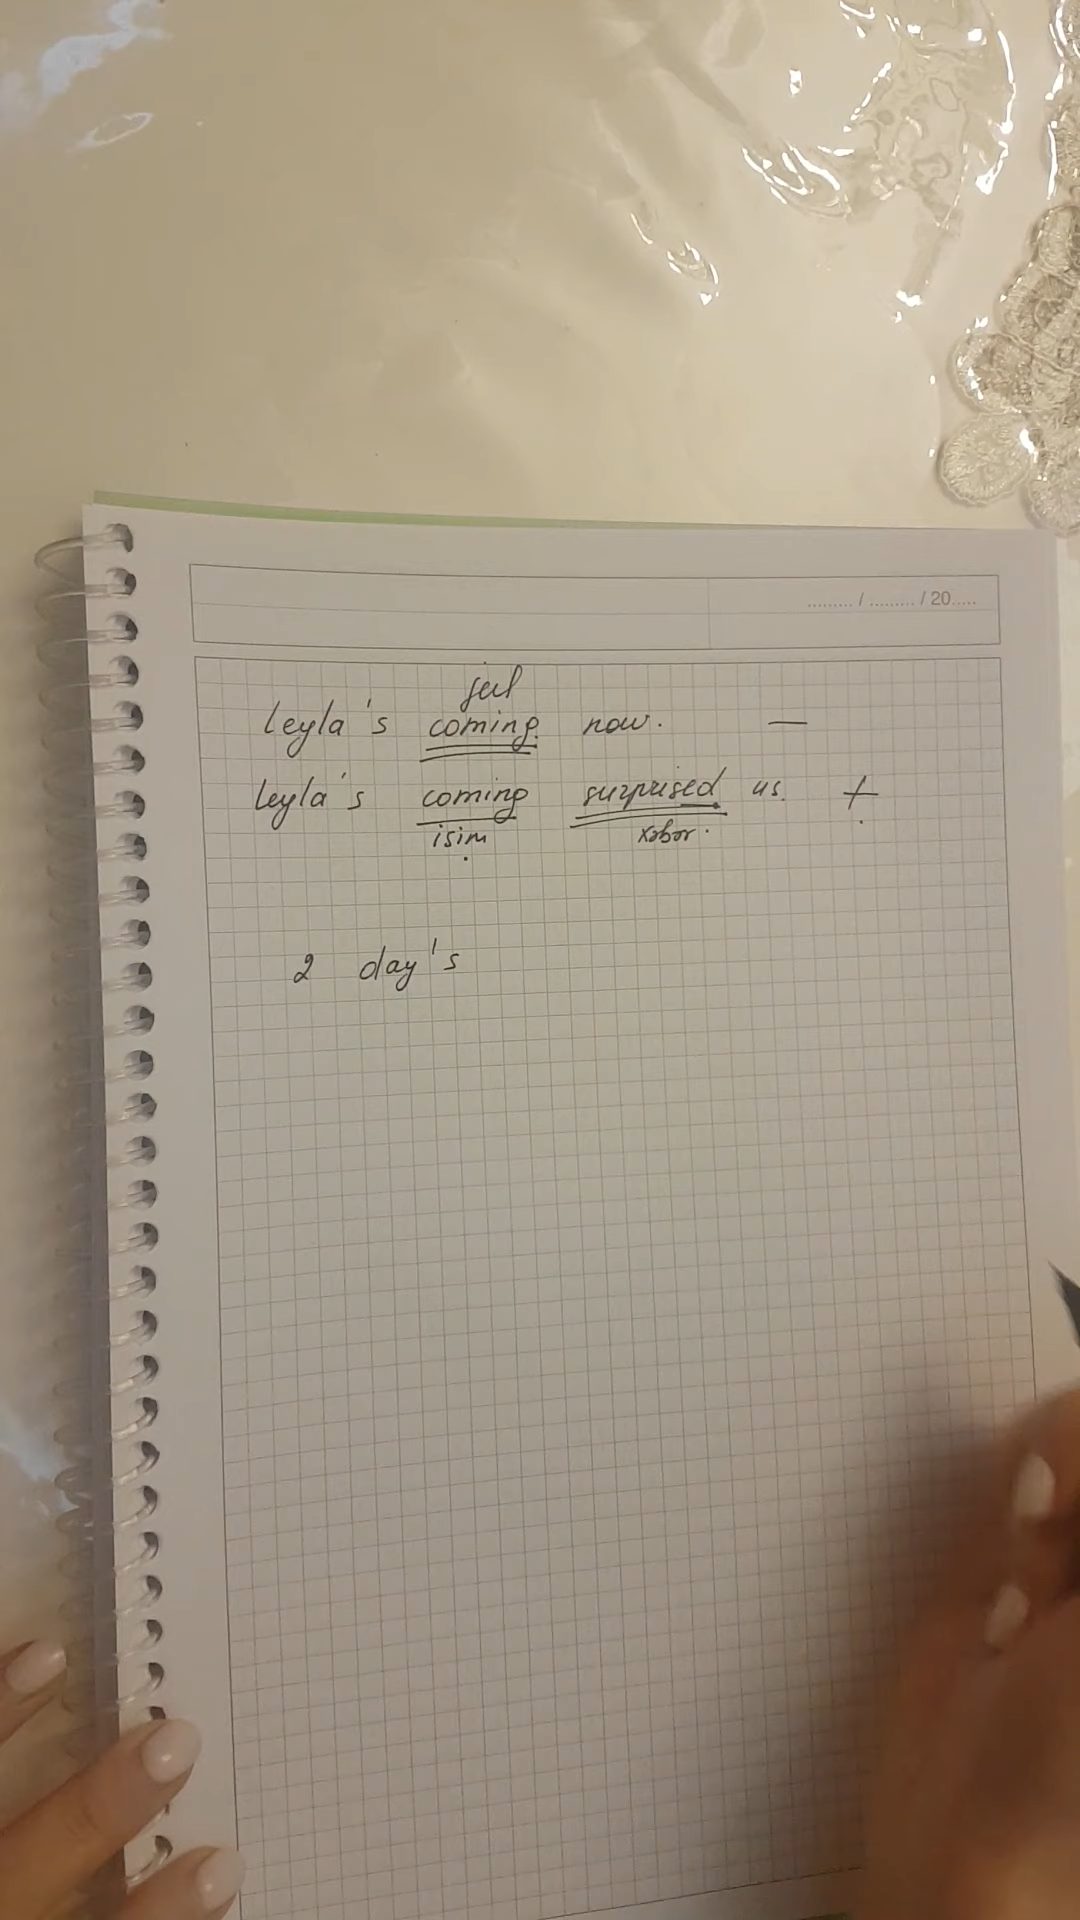 ......... / ......... / 20.....
feil
Leyla's coming now. —
Leyla's coming surprised us. +
isim xəbər.
2 day's